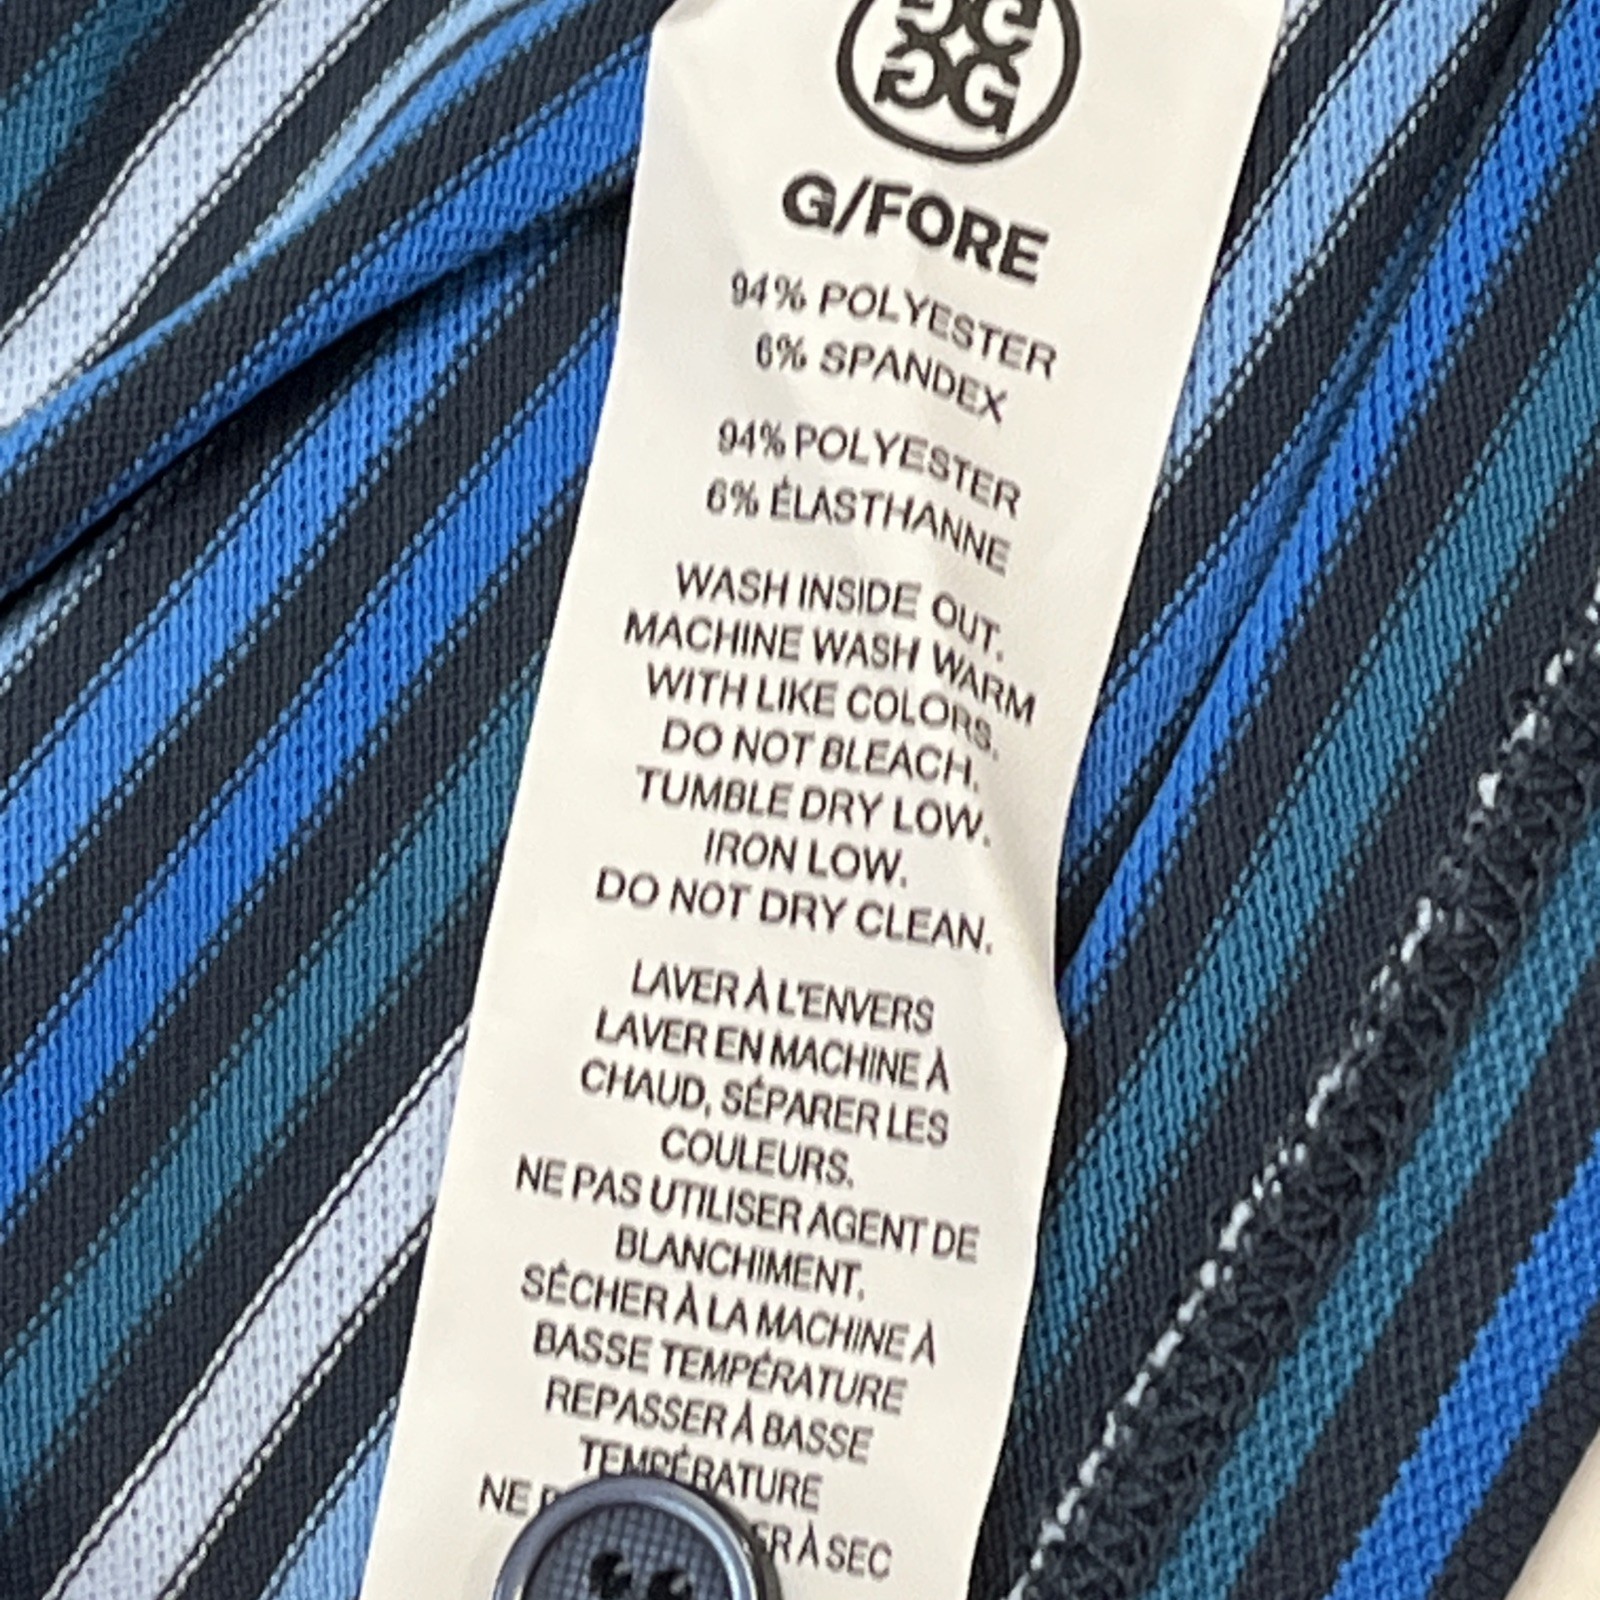 G/FORE
94% POLYESTER
6% SPANDEX
94% POLYESTER
6% ÉLASTHANNE
WASH INSIDE OUT.
MACHINE WASH WARM
WITH LIKE COLORS.
DO NOT BLEACH.
TUMBLE DRY LOW.
IRON LOW.
DO NOT DRY CLEAN.
LAVER À L'ENVERS
LAVER EN MACHINE À
CHAUD, SÉPARER LES
COULEURS.
NE PAS UTILISER AGENT DE
BLANCHIMENT.
SÉCHER À LA MACHINE À
BASSE TEMPÉRATURE
REPASSER À BASSE
TEMPÉRATURE
NE À SEC